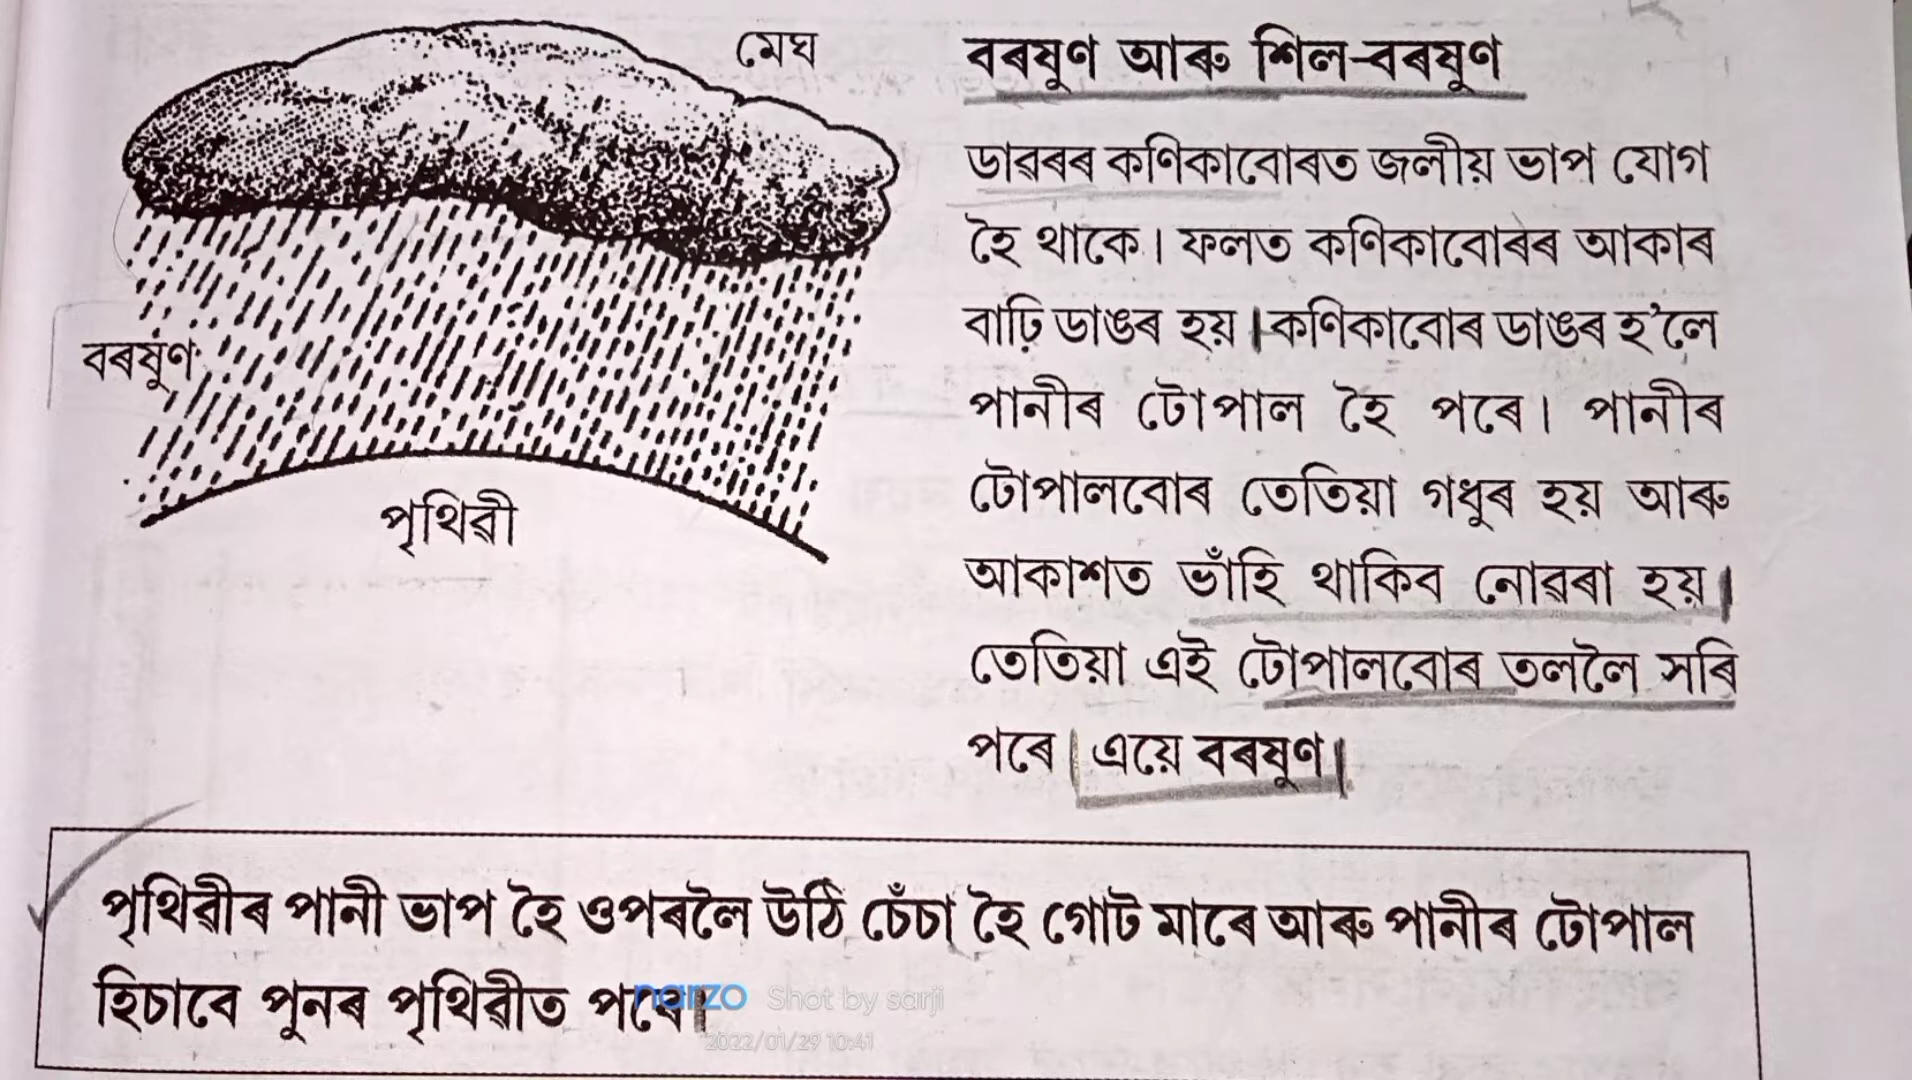 মেঘ
বৰষুণ
পৃথিৱী
বৰষুণ আৰু শিল-বৰষুণ
ডাৱৰৰ কণিকাবোৰত জলীয় ভাপ যোগ
হৈ থাকে। ফলত কণিকাবোৰৰ আকাৰ
বাঢ়ি ডাঙৰ হয়। কণিকাবোৰ ডাঙৰ হ’লে
পানীৰ টোপাল হৈ পৰে। পানীৰ
টোপালবোৰ তেতিয়া গধুৰ হয় আৰু
আকাশত ভাঁহি থাকিব নোৱৰা হয়।
তেতিয়া এই টোপালবোৰ তললৈ সৰি
পৰে। এয়ে বৰষুণ।
পৃথিৱীৰ পানী ভাপ হৈ ওপৰলৈ উঠি চেঁচা হৈ গোট মাৰে আৰু পানীৰ টোপাল
হিচাবে পুনৰ পৃথিৱীত পৰে।
narzo Shot by sarji
2022/01/29 10:41